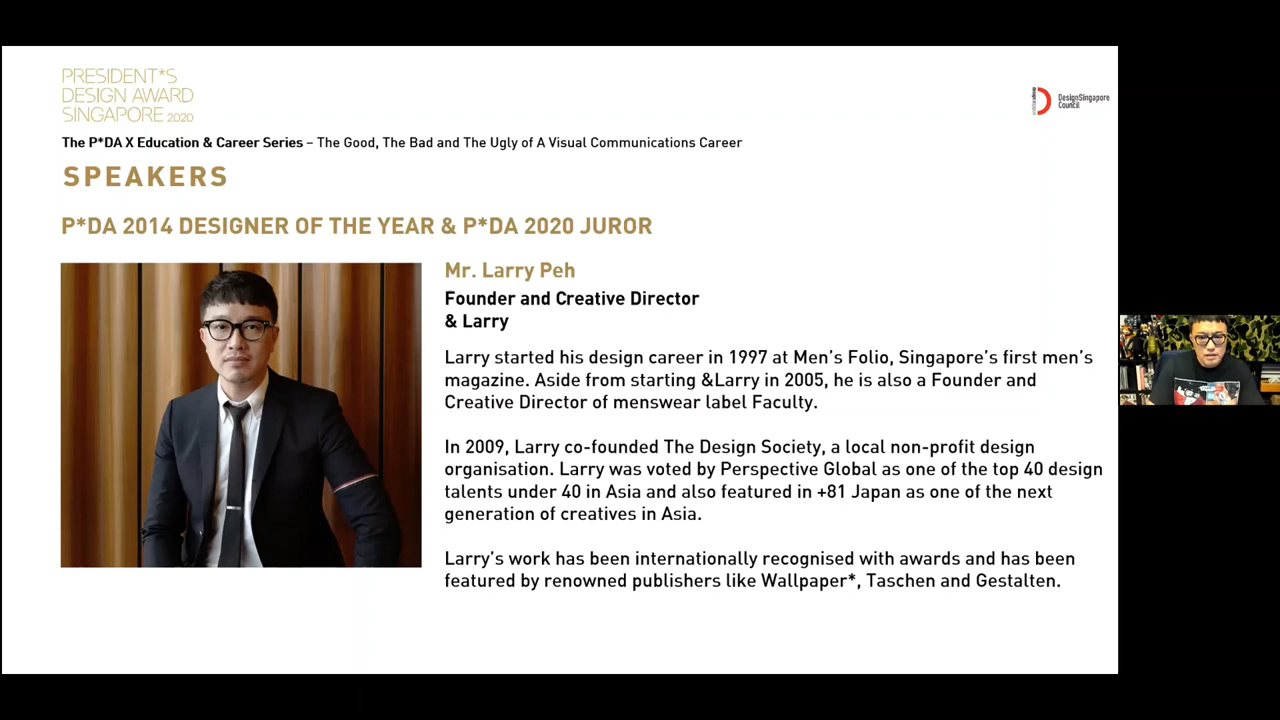 PRESIDENT*S
DESIGN AWARD
SINGAPORE 2020
DesignSingapore
Council
The P*DA X Education & Career Series – The Good, The Bad and The Ugly of A Visual Communications Career
SPEAKERS
P*DA 2014 DESIGNER OF THE YEAR & P*DA 2020 JUROR
Mr. Larry Peh
Founder and Creative Director
& Larry
Larry started his design career in 1997 at Men’s Folio, Singapore’s first men’s
magazine. Aside from starting &Larry in 2005, he is also a Founder and
Creative Director of menswear label Faculty.
In 2009, Larry co-founded The Design Society, a local non-profit design
organisation. Larry was voted by Perspective Global as one of the top 40 design
talents under 40 in Asia and also featured in +81 Japan as one of the next
generation of creatives in Asia.
Larry’s work has been internationally recognised with awards and has been
featured by renowned publishers like Wallpaper*, Taschen and Gestalten.